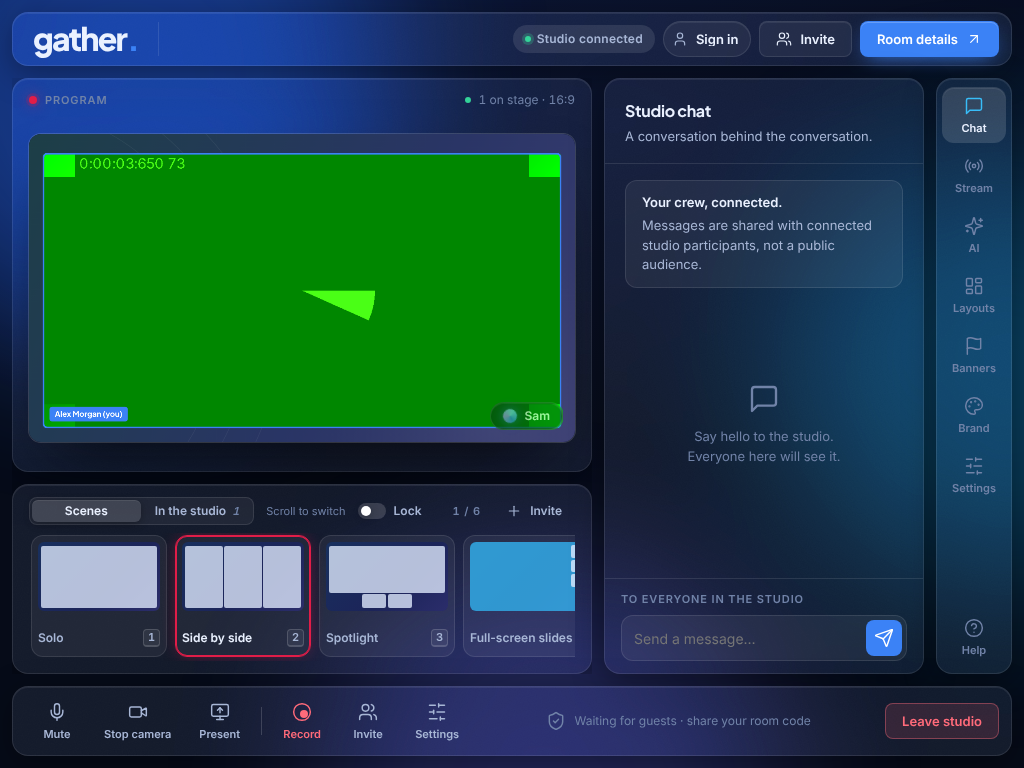 gather.
Studio connected
Sign in
Invite
Room details
PROGRAM
1 on stage · 16:9
0:00:03:650 73
Alex Morgan (you)
Sam
Scenes
In the studio 1
Scroll to switch
Lock
1 / 6
Invite
Solo
1
Side by side
2
Spotlight
3
Full-screen slides
Studio chat
A conversation behind the conversation.
Your crew, connected.
Messages are shared with connected
studio participants, not a public
audience.
Say hello to the studio.
Everyone here will see it.
TO EVERYONE IN THE STUDIO
Send a message...
Chat
Stream
AI
Layouts
Banners
Brand
Settings
Help
Mute
Stop camera
Present
Record
Invite
Settings
Waiting for guests · share your room code
Leave studio